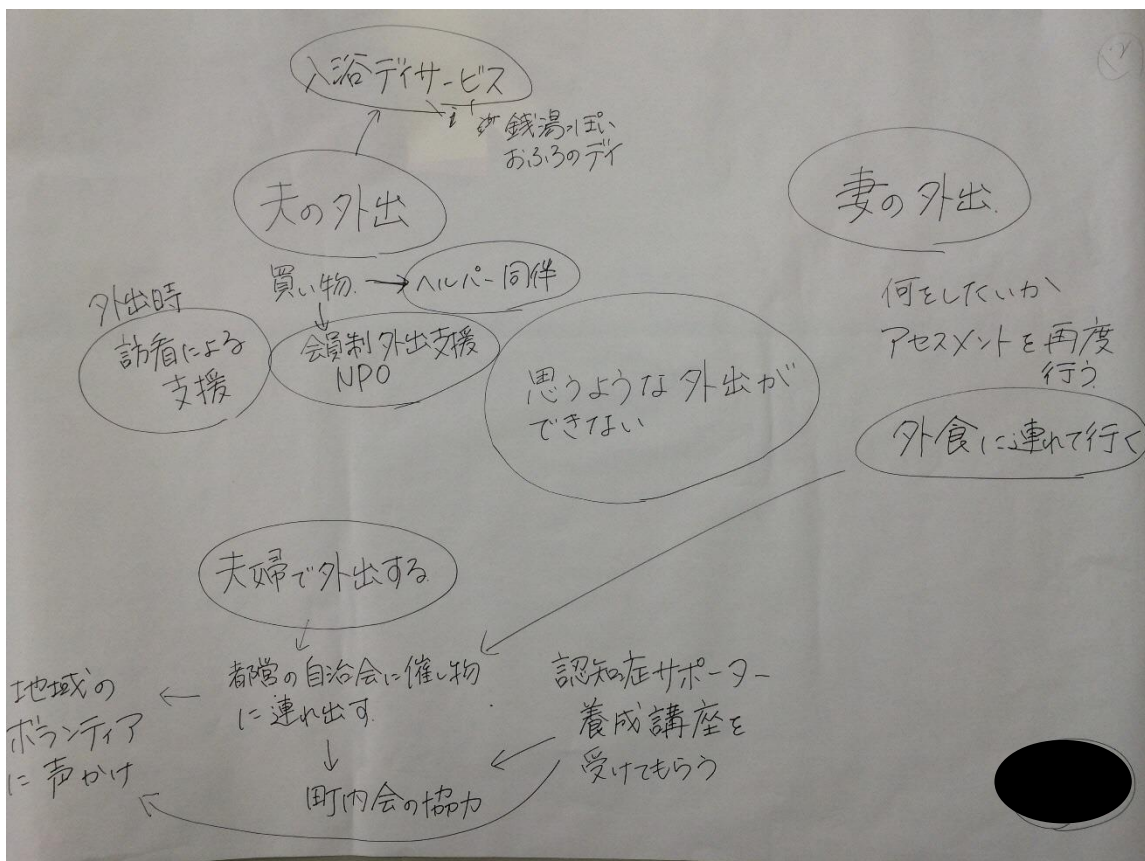 入浴デイサービス
銭湯っぽい
おふろのデイ
夫の外出
妻の外出
買い物
ヘルパー同伴
外出時
訪看による
支援
会員制外出支援
NPO
思うような外出が
できない
何をしたいか
アセスメントを再度
行う
外食に連れて行く
夫婦で外出する
都営の自治会に催し物
に連れ出す
地域の
ボランティア
に声かけ
町内会の協力
認知症サポーター
養成講座を
受けてもらう